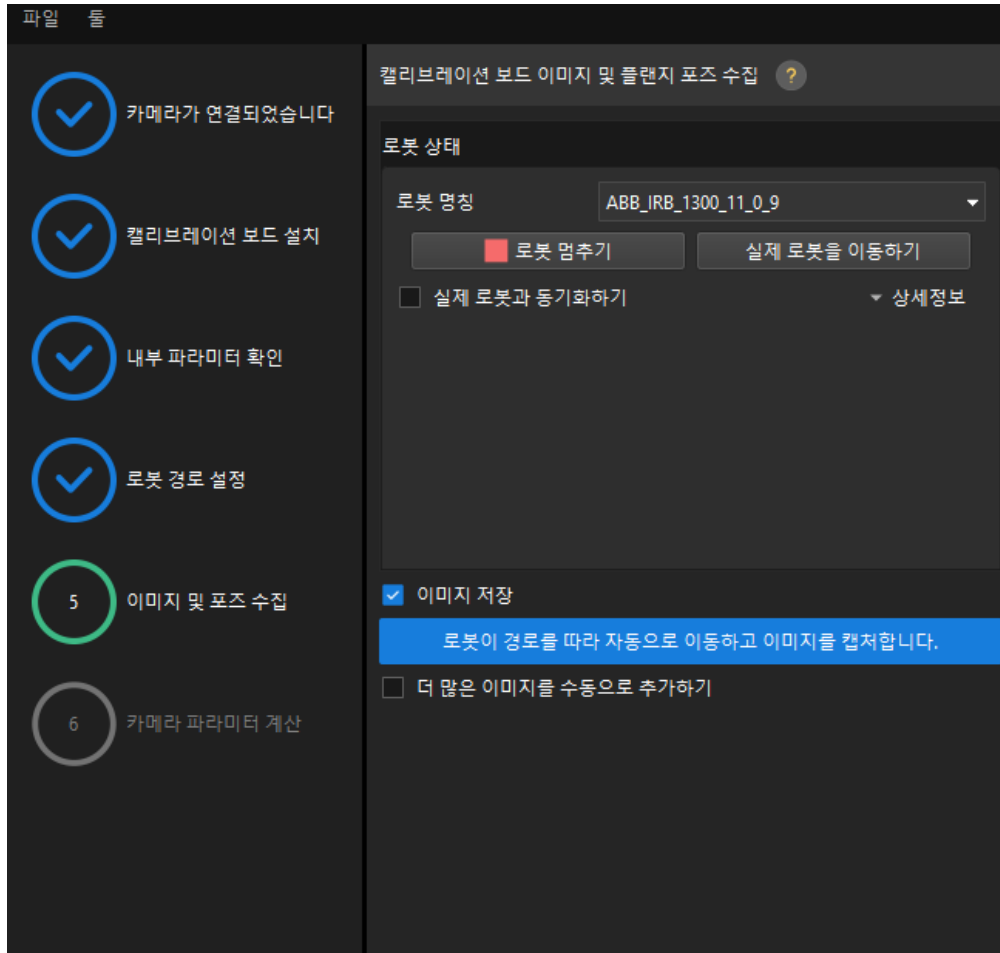 파일 툴
카메라가 연결되었습니다
캘리브레이션 보드 설치
내부 파라미터 확인
로봇 경로 설정
5 이미지 및 포즈 수집
6 카메라 파라미터 계산
캘리브레이션 보드 이미지 및 플랜지 포즈 수집 ?
로봇 상태
로봇 명칭 ABB_IRB_1300_11_0_9
로봇 멈추기 실제 로봇을 이동하기
실제 로봇과 동기화하기 상세정보
이미지 저장
로봇이 경로를 따라 자동으로 이동하고 이미지를 캡처합니다.
더 많은 이미지를 수동으로 추가하기